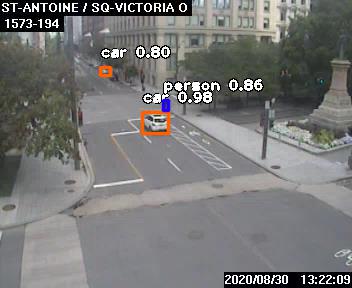 ST-ANTOINE / SQ-VICTORIA O
1573-194
car 0.80
person 0.86
car 0.98
2020/08/30 13:22:09